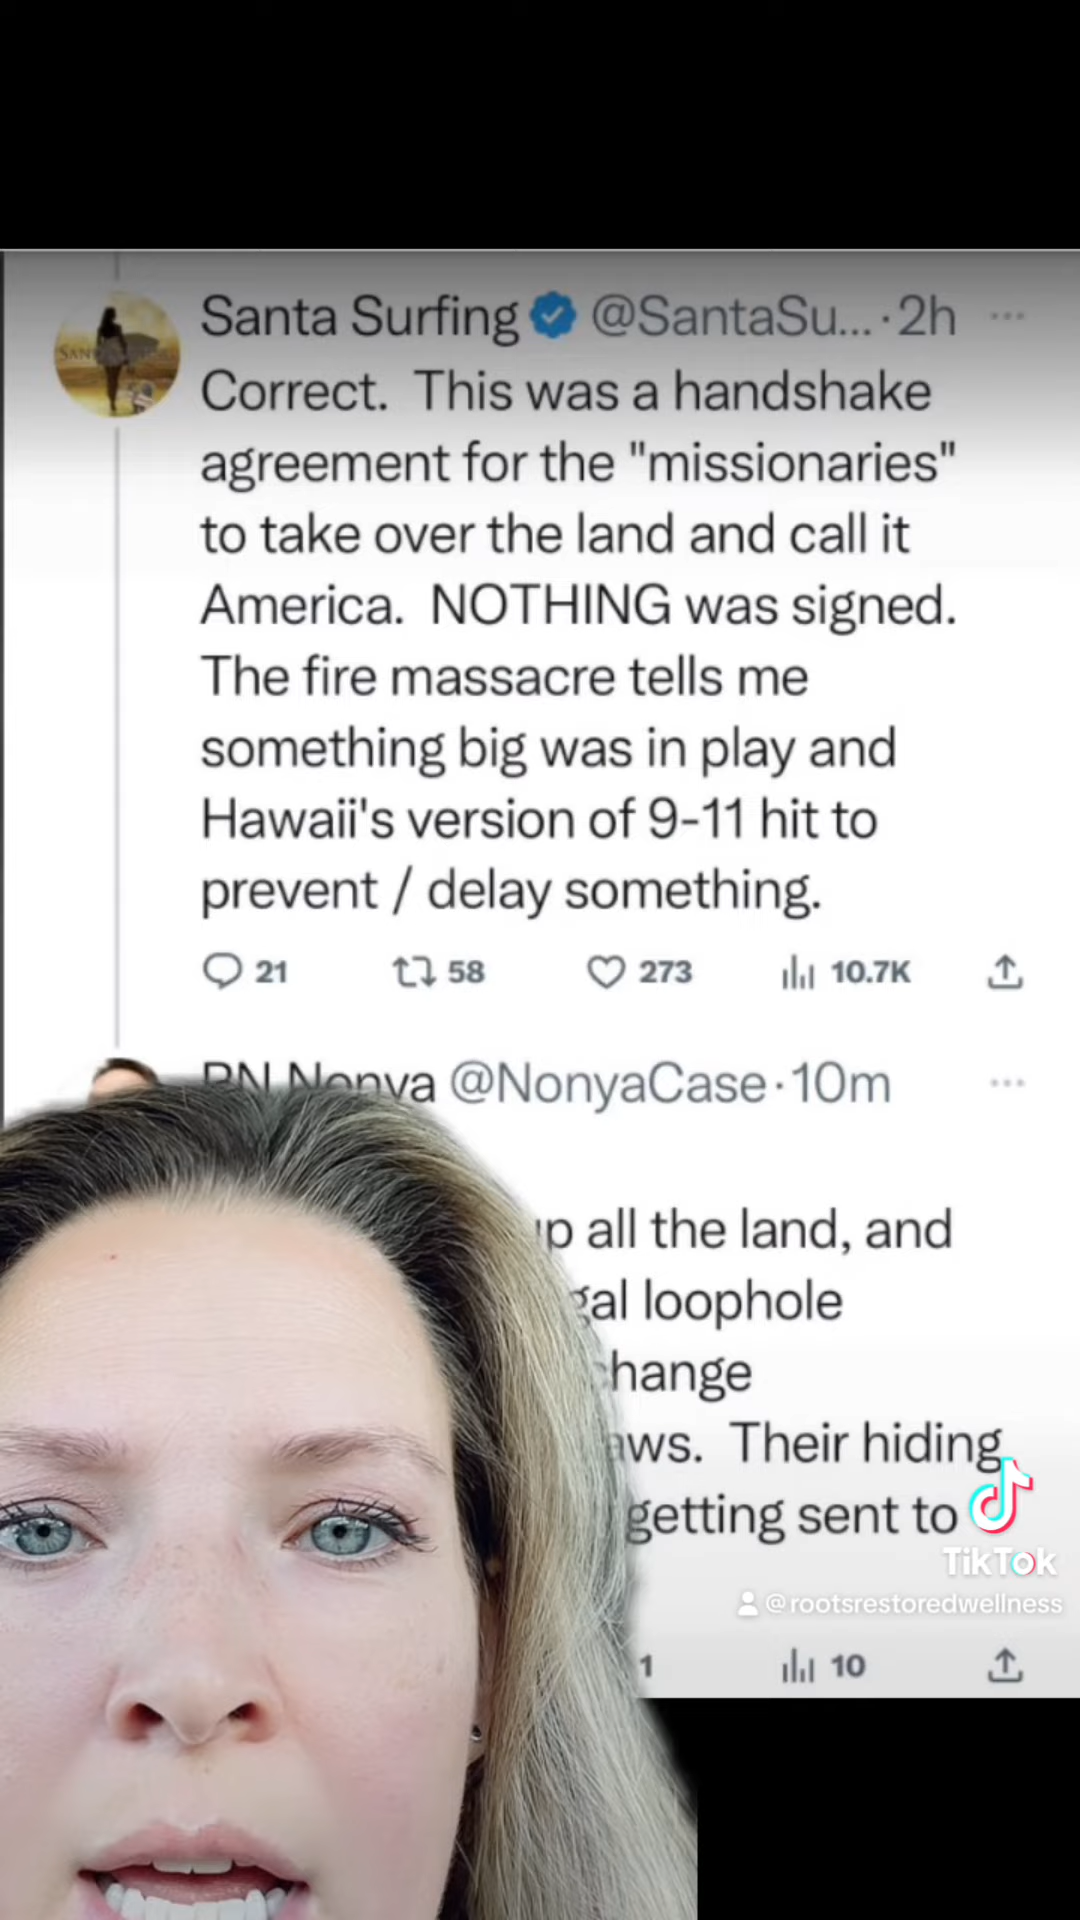 Santa Surfing @SantaSu... · 2h ...
Correct. This was a handshake
agreement for the "missionaries"
to take over the land and call it
America. NOTHING was signed.
The fire massacre tells me
something big was in play and
Hawaii's version of 9-11 hit to
prevent / delay something.
21 58 273 10.7K
Nonya @NonyaCase · 10m ...
all the land, and
loophole
hiding
Their
getting sent to
TikTok
@rootsrestoredwellness
1 10